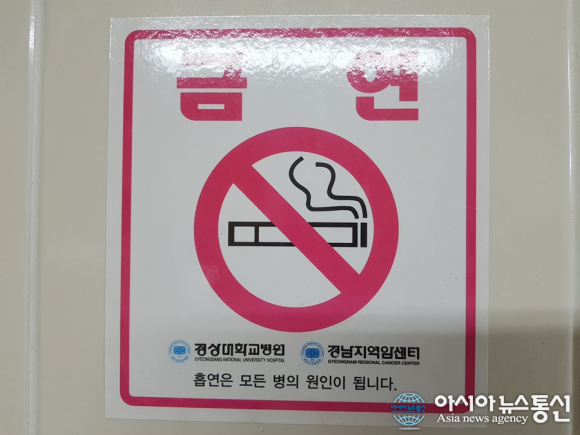 금 연
경상대학교병원 경남지역암센터
GYEONGSANG NATIONAL UNIVERSITY HOSPITAL GYEONGNAM REGIONAL CANCER CENTER
흡연은 모든 병의 원인이 됩니다.
아시아뉴스통신
Asia news agency